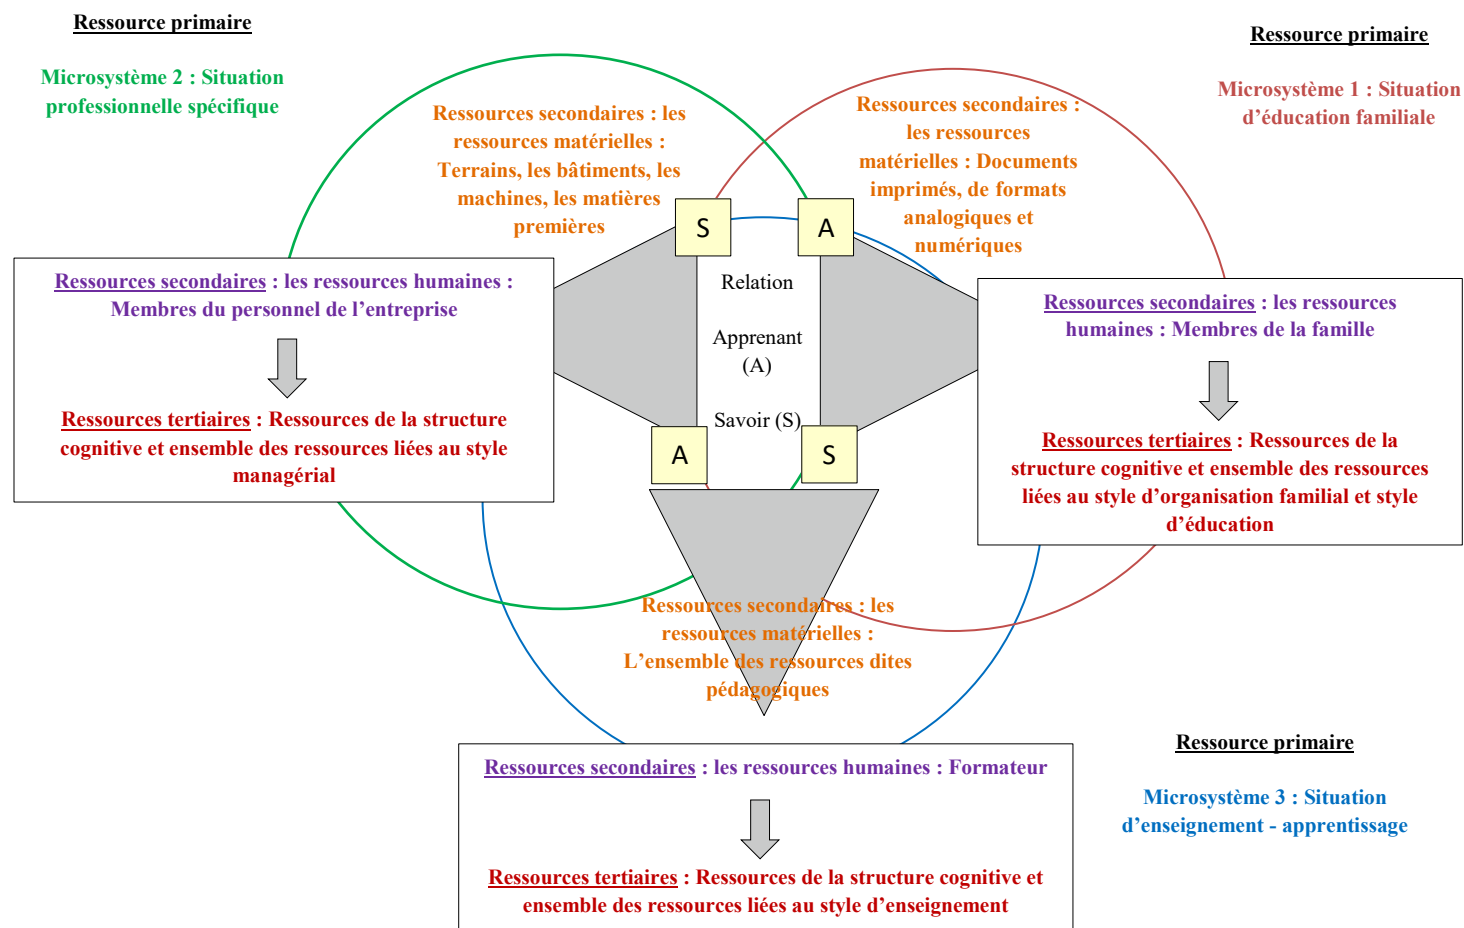 Ressource primaire
Microsystème 2 : Situation
professionnelle spécifique
Ressource primaire
Microsystème 1 : Situation
d’éducation familiale
Ressources secondaires : les
ressources matérielles :
Terrains, les bâtiments, les
machines, les matières
premières
Ressources secondaires :
les ressources
matérielles : Documents
imprimés, de formats
analogiques et
numériques
S
A
Relation
Apprenant
(A)
Savoir (S)
A
S
Ressources secondaires : les ressources humaines :
Membres du personnel de l’entreprise
Ressources tertiaires : Ressources de la structure
cognitive et ensemble des ressources liées au style
managérial
Ressources secondaires : les ressources
humaines : Membres de la famille
Ressources tertiaires : Ressources de la
structure cognitive et ensemble des ressources
liées au style d’organisation familial et style
d’éducation
Ressources secondaires : les
ressources matérielles :
L’ensemble des ressources dites
pédagogiques
Ressources secondaires : les ressources humaines : Formateur
Ressources tertiaires : Ressources de la structure cognitive et
ensemble des ressources liées au style d’enseignement
Ressource primaire
Microsystème 3 : Situation
d’enseignement - apprentissage